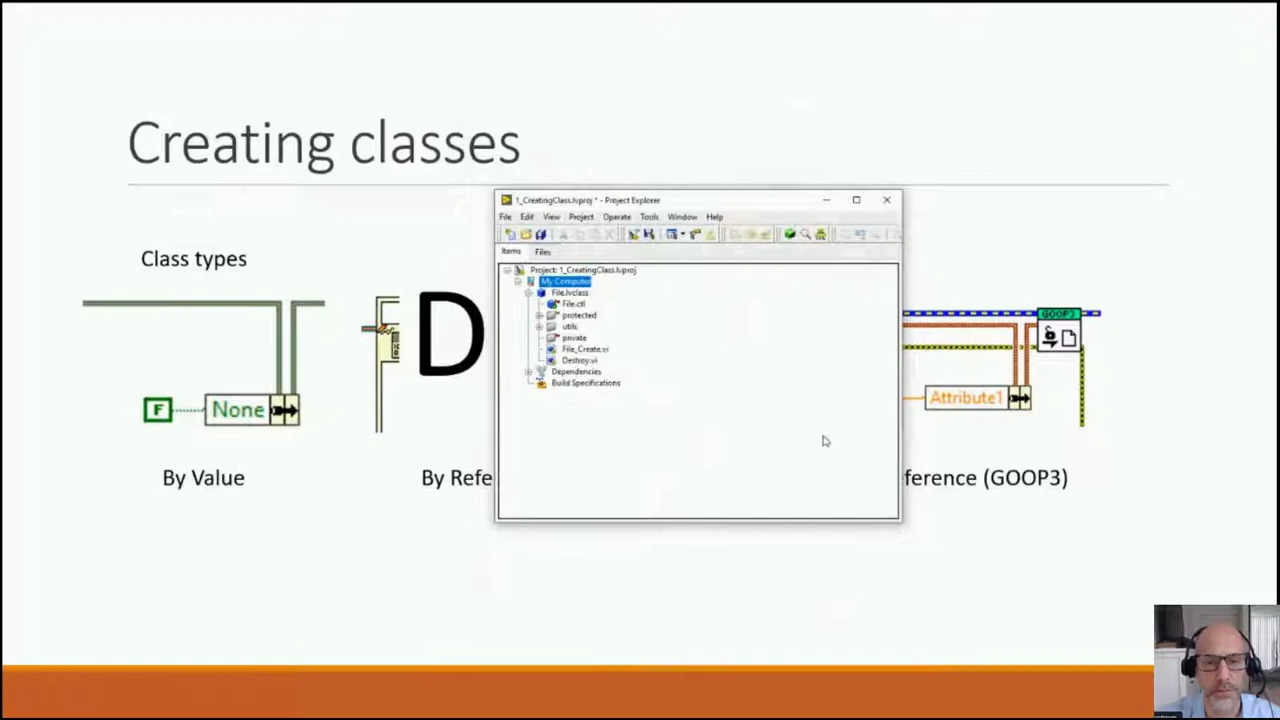 Creating classes
Class types
F
None
By Value
D
By Refe
1_CreatingClass.lvproj * - Project Explorer
File Edit View Project Operate Tools Window Help
Items Files
Project: 1_CreatingClass.lvproj
My Computer
File.lvclass
File.ctl
protected
utils
private
File_Create.vi
Destroy.vi
Dependencies
Build Specifications
GOOP3
Attribute1
ference (GOOP3)